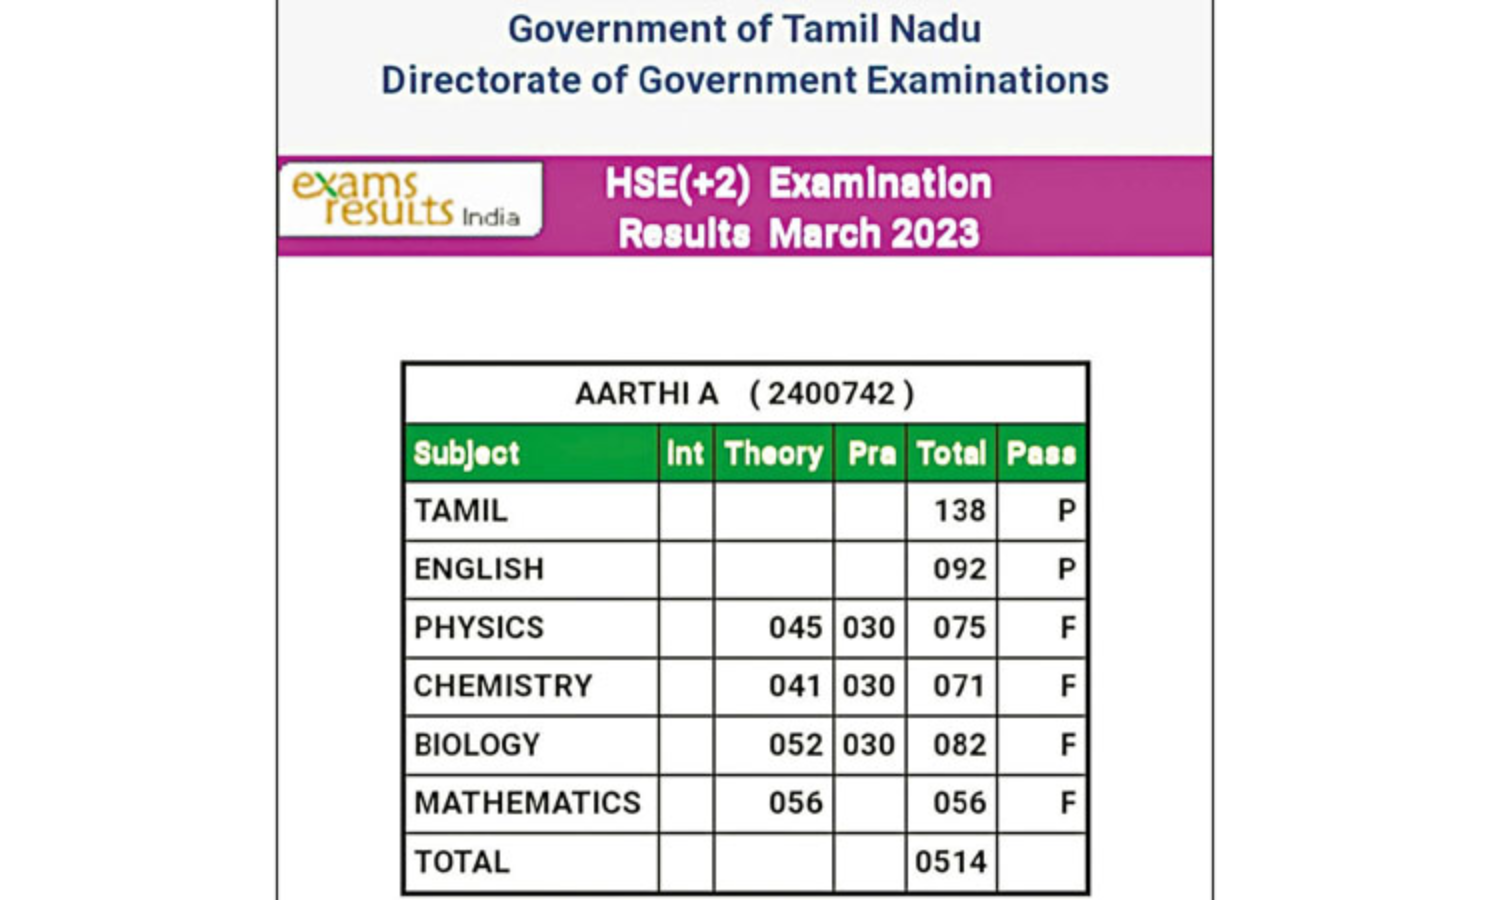 Government of Tamil Nadu
Directorate of Government Examinations
exams
results India
HSE(+2) Examination
Results March 2023
AARTHI A ( 2400742 )
Subject Int Theory Pra Total Pass
TAMIL 138 P
ENGLISH 092 P
PHYSICS 045 030 075 F
CHEMISTRY 041 030 071 F
BIOLOGY 052 030 082 F
MATHEMATICS 056 056 F
TOTAL 0514